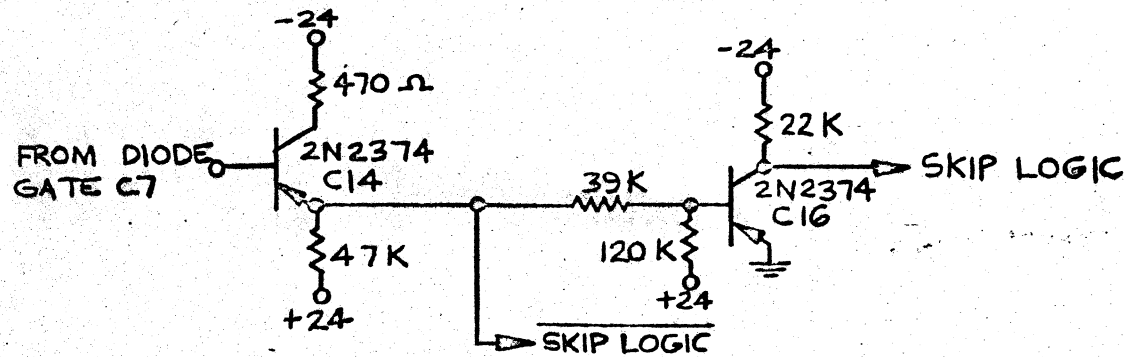 -24
470 Ω
FROM DIODE
GATE C7
2N2374
C14
47K
+24
39K
120K
+24
-24
22K
2N2374
C16
SKIP LOGIC
SKIP LOGIC